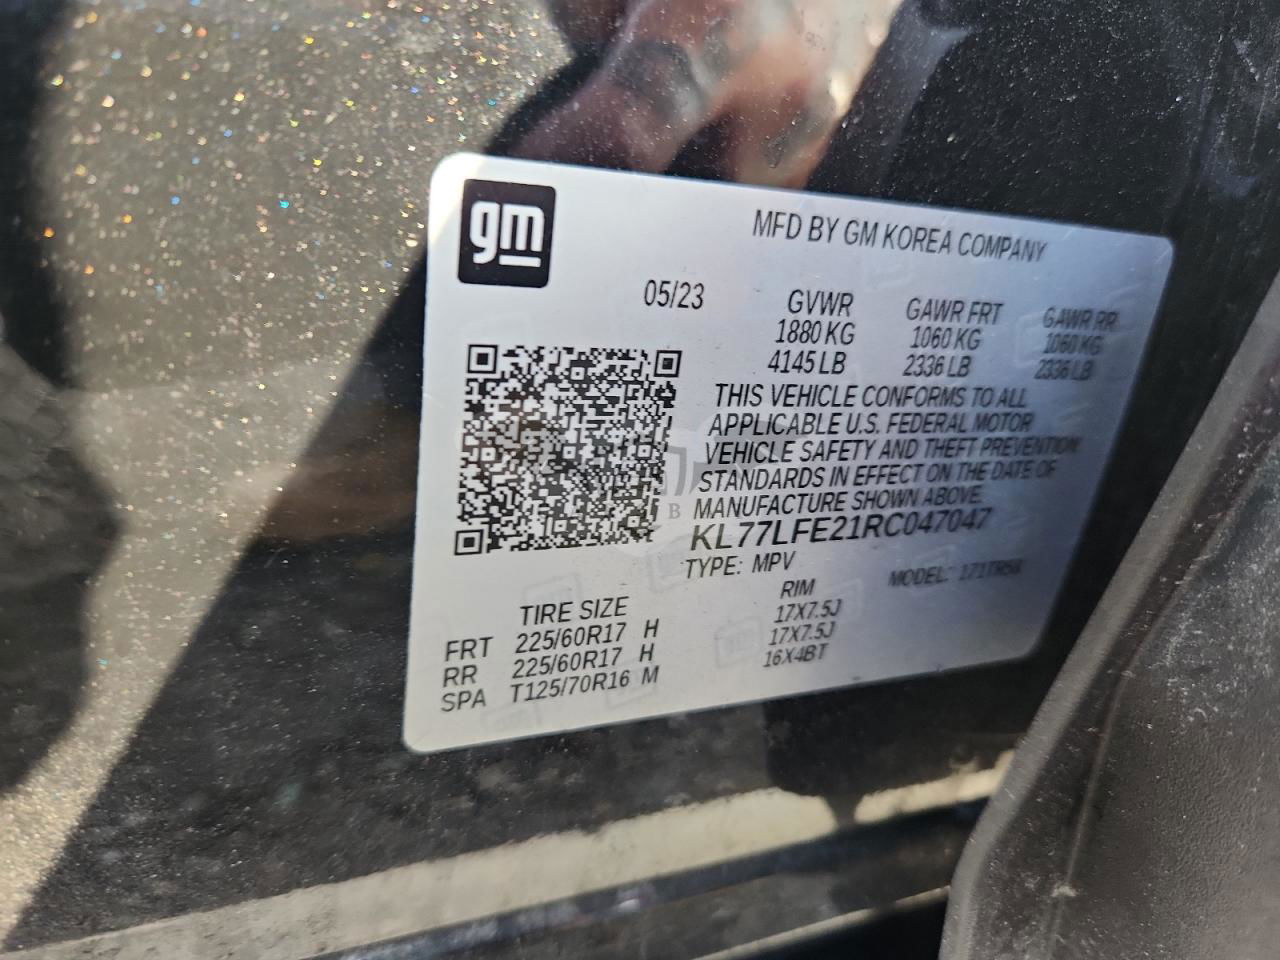 gm
MFD BY GM KOREA COMPANY
05/23 GVWR GAWR FRT GAWR RR
1880 KG 1060 KG 1060 KG
4145 LB 2336 LB 2336 LB
THIS VEHICLE CONFORMS TO ALL
APPLICABLE U.S. FEDERAL MOTOR
VEHICLE SAFETY AND THEFT PREVENTION
STANDARDS IN EFFECT ON THE DATE OF
MANUFACTURE SHOWN ABOVE.
KL77LFE21RC047047
TYPE: MPV MODEL: 1TR58
TIRE SIZE RIM
FRT 225/60R17 H 17X7.5J
RR 225/60R17 H 17X7.5J
SPA T125/70R16 M 16X4BT